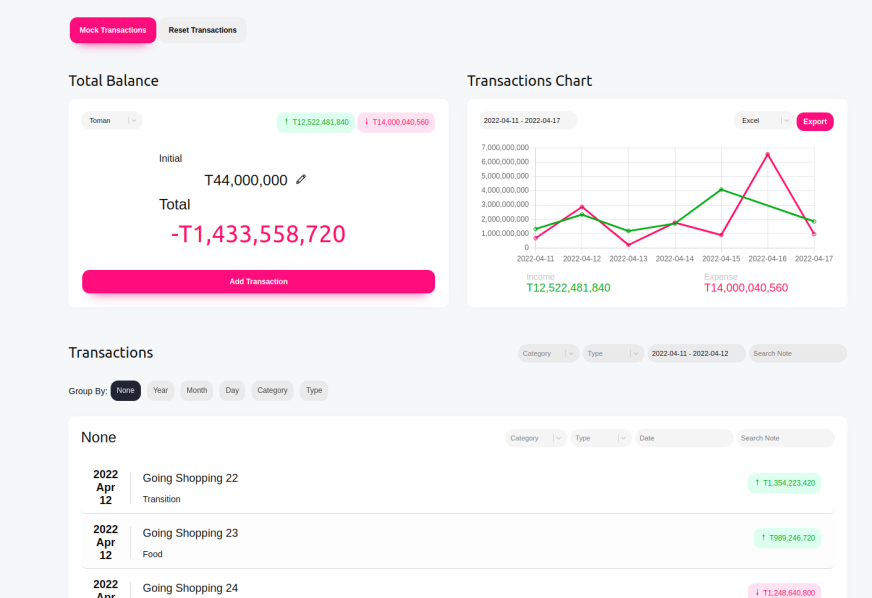 Mock Transactions
Reset Transactions
Total Balance
Toman
↑ T12,522,481,840
↓ T14,000,040,560
Initial
T44,000,000
Total
-T1,433,558,720
Add Transaction
Transactions Chart
2022-04-11 - 2022-04-17
Excel
Export
7,000,000,000
6,000,000,000
5,000,000,000
4,000,000,000
3,000,000,000
2,000,000,000
1,000,000,000
0
2022-04-11 2022-04-12 2022-04-13 2022-04-14 2022-04-15 2022-04-16 2022-04-17
Income
T12,522,481,840
Expense
T14,000,040,560
Transactions
Category
Type
2022-04-11 - 2022-04-12
Search Note
Group By: None Year Month Day Category Type
None
Category
Type
Date
Search Note
2022
Apr
12
Going Shopping 22
Transition
↑ T1,354,223,420
2022
Apr
12
Going Shopping 23
Food
↑ T989,246,720
2022
Apr
Going Shopping 24
↓ T1,248,640,800